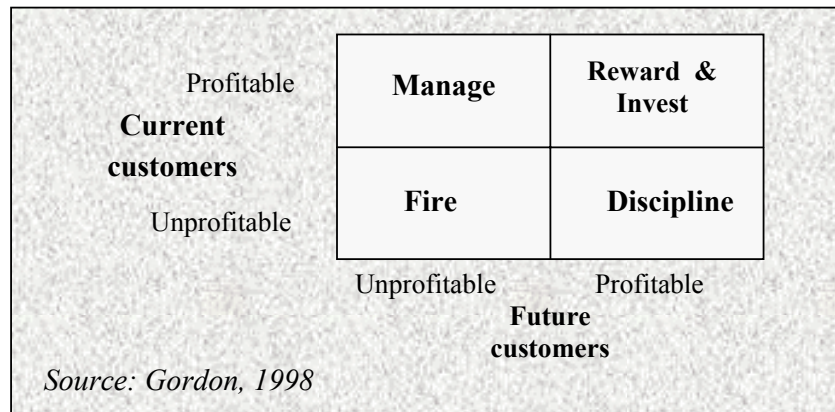 Profitable
Current
customers
Unprofitable
Manage
Reward &
Invest
Fire
Discipline
Unprofitable
Profitable
Future
customers
Source: Gordon, 1998